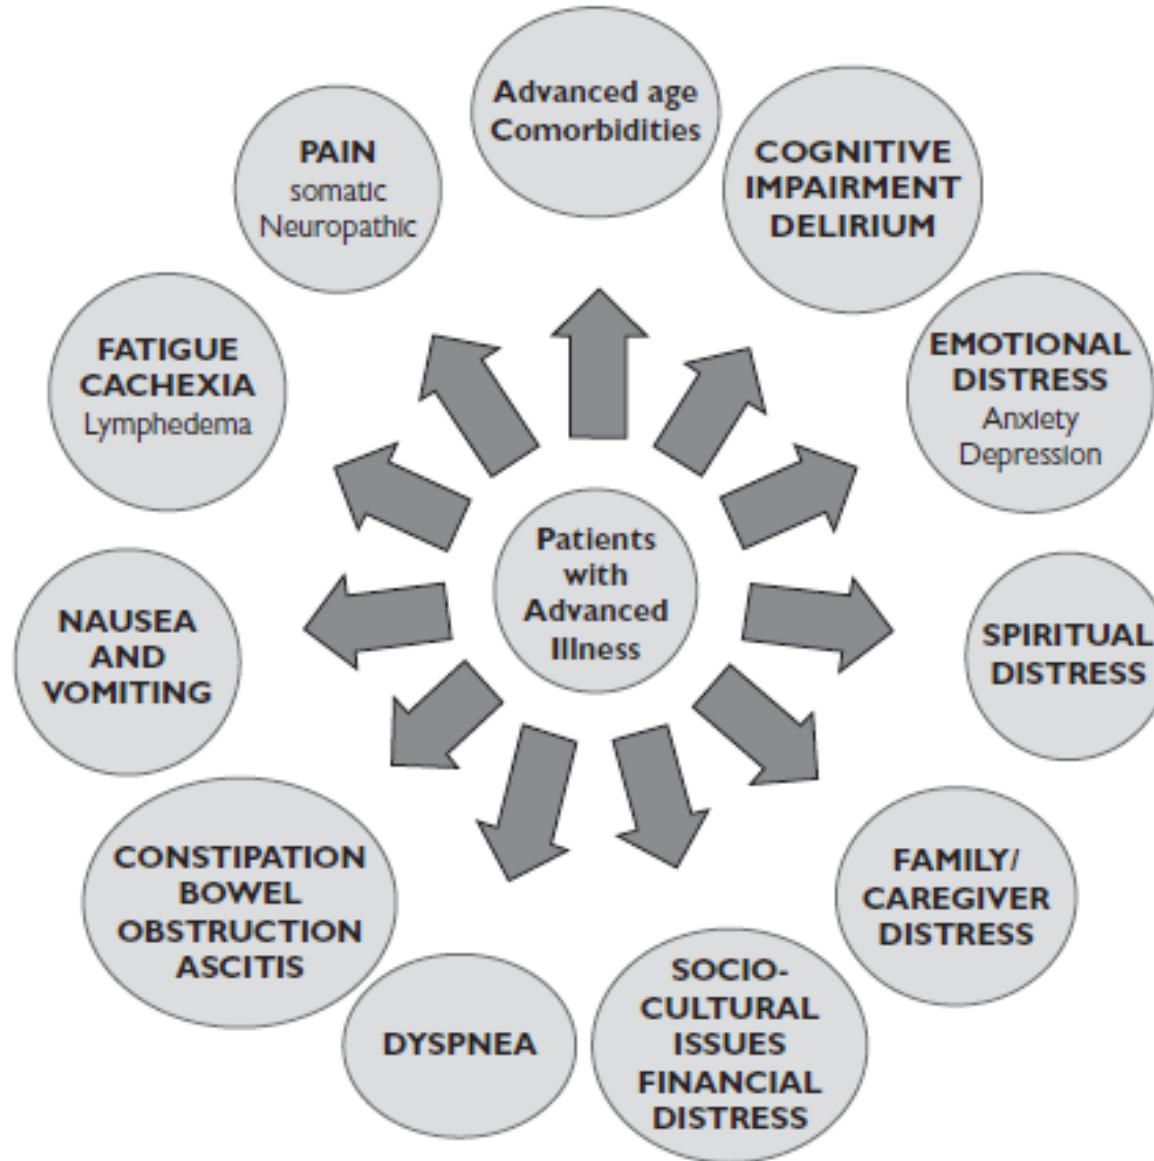 Advanced age
Comorbidities
COGNITIVE
IMPAIRMENT
DELIRIUM
EMOTIONAL
DISTRESS
Anxiety
Depression
SPIRITUAL
DISTRESS
FAMILY/
CAREGIVER
DISTRESS
SOCIO-
CULTURAL
ISSUES
FINANCIAL
DISTRESS
DYSPNEA
CONSTIPATION
BOWEL
OBSTRUCTION
ASCITIS
NAUSEA
AND
VOMITING
FATIGUE
CACHEXIA
Lymphedema
PAIN
somatic
Neuropathic
Patients
with
Advanced
Illness